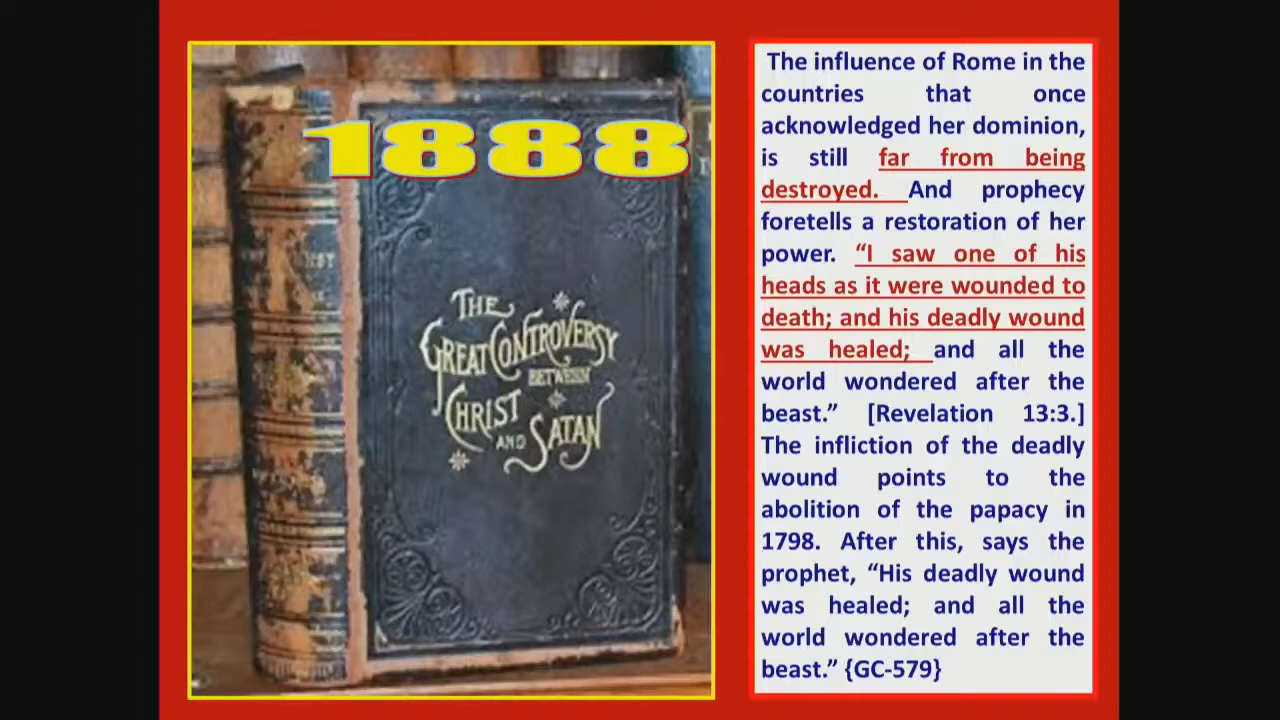 1888
THE
GREAT CONTROVERSY
BETWEEN
CHRIST
AND SATAN
The influence of Rome in the
countries that once
acknowledged her dominion,
is still far from being
destroyed. And prophecy
foretells a restoration of her
power. “I saw one of his
heads as it were wounded to
death; and his deadly wound
was healed; and all the
world wondered after the
beast.” [Revelation 13:3.]
The infliction of the deadly
wound points to the
abolition of the papacy in
1798. After this, says the
prophet, “His deadly wound
was healed; and all the
world wondered after the
beast.” {GC-579}